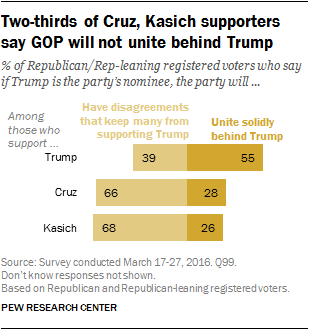 Two-thirds of Cruz, Kasich supporters
say GOP will not unite behind Trump
% of Republican/Rep-leaning registered voters who say
if Trump is the party's nominee, the party will ...
Among
those who
support ...
Have disagreements
that keep many from
supporting Trump
Unite solidly
behind Trump
Trump 39 55
Cruz 66 28
Kasich 68 26
Source: Survey conducted March 17-27, 2016. Q99.
Don't know responses not shown.
Based on Republican and Republican-leaning registered voters.
PEW RESEARCH CENTER